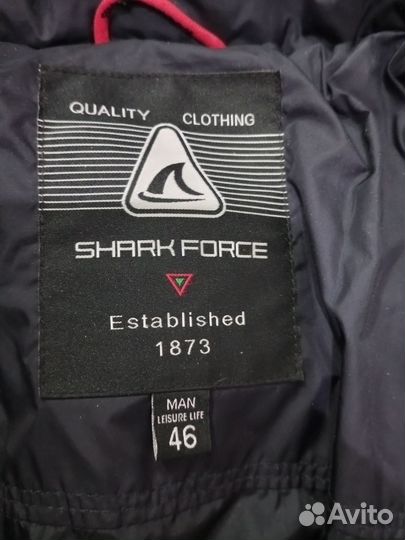 QUALITY CLOTHING
SHARK FORCE
Established
1873
MAN
LEISURE LIFE
46
Avito